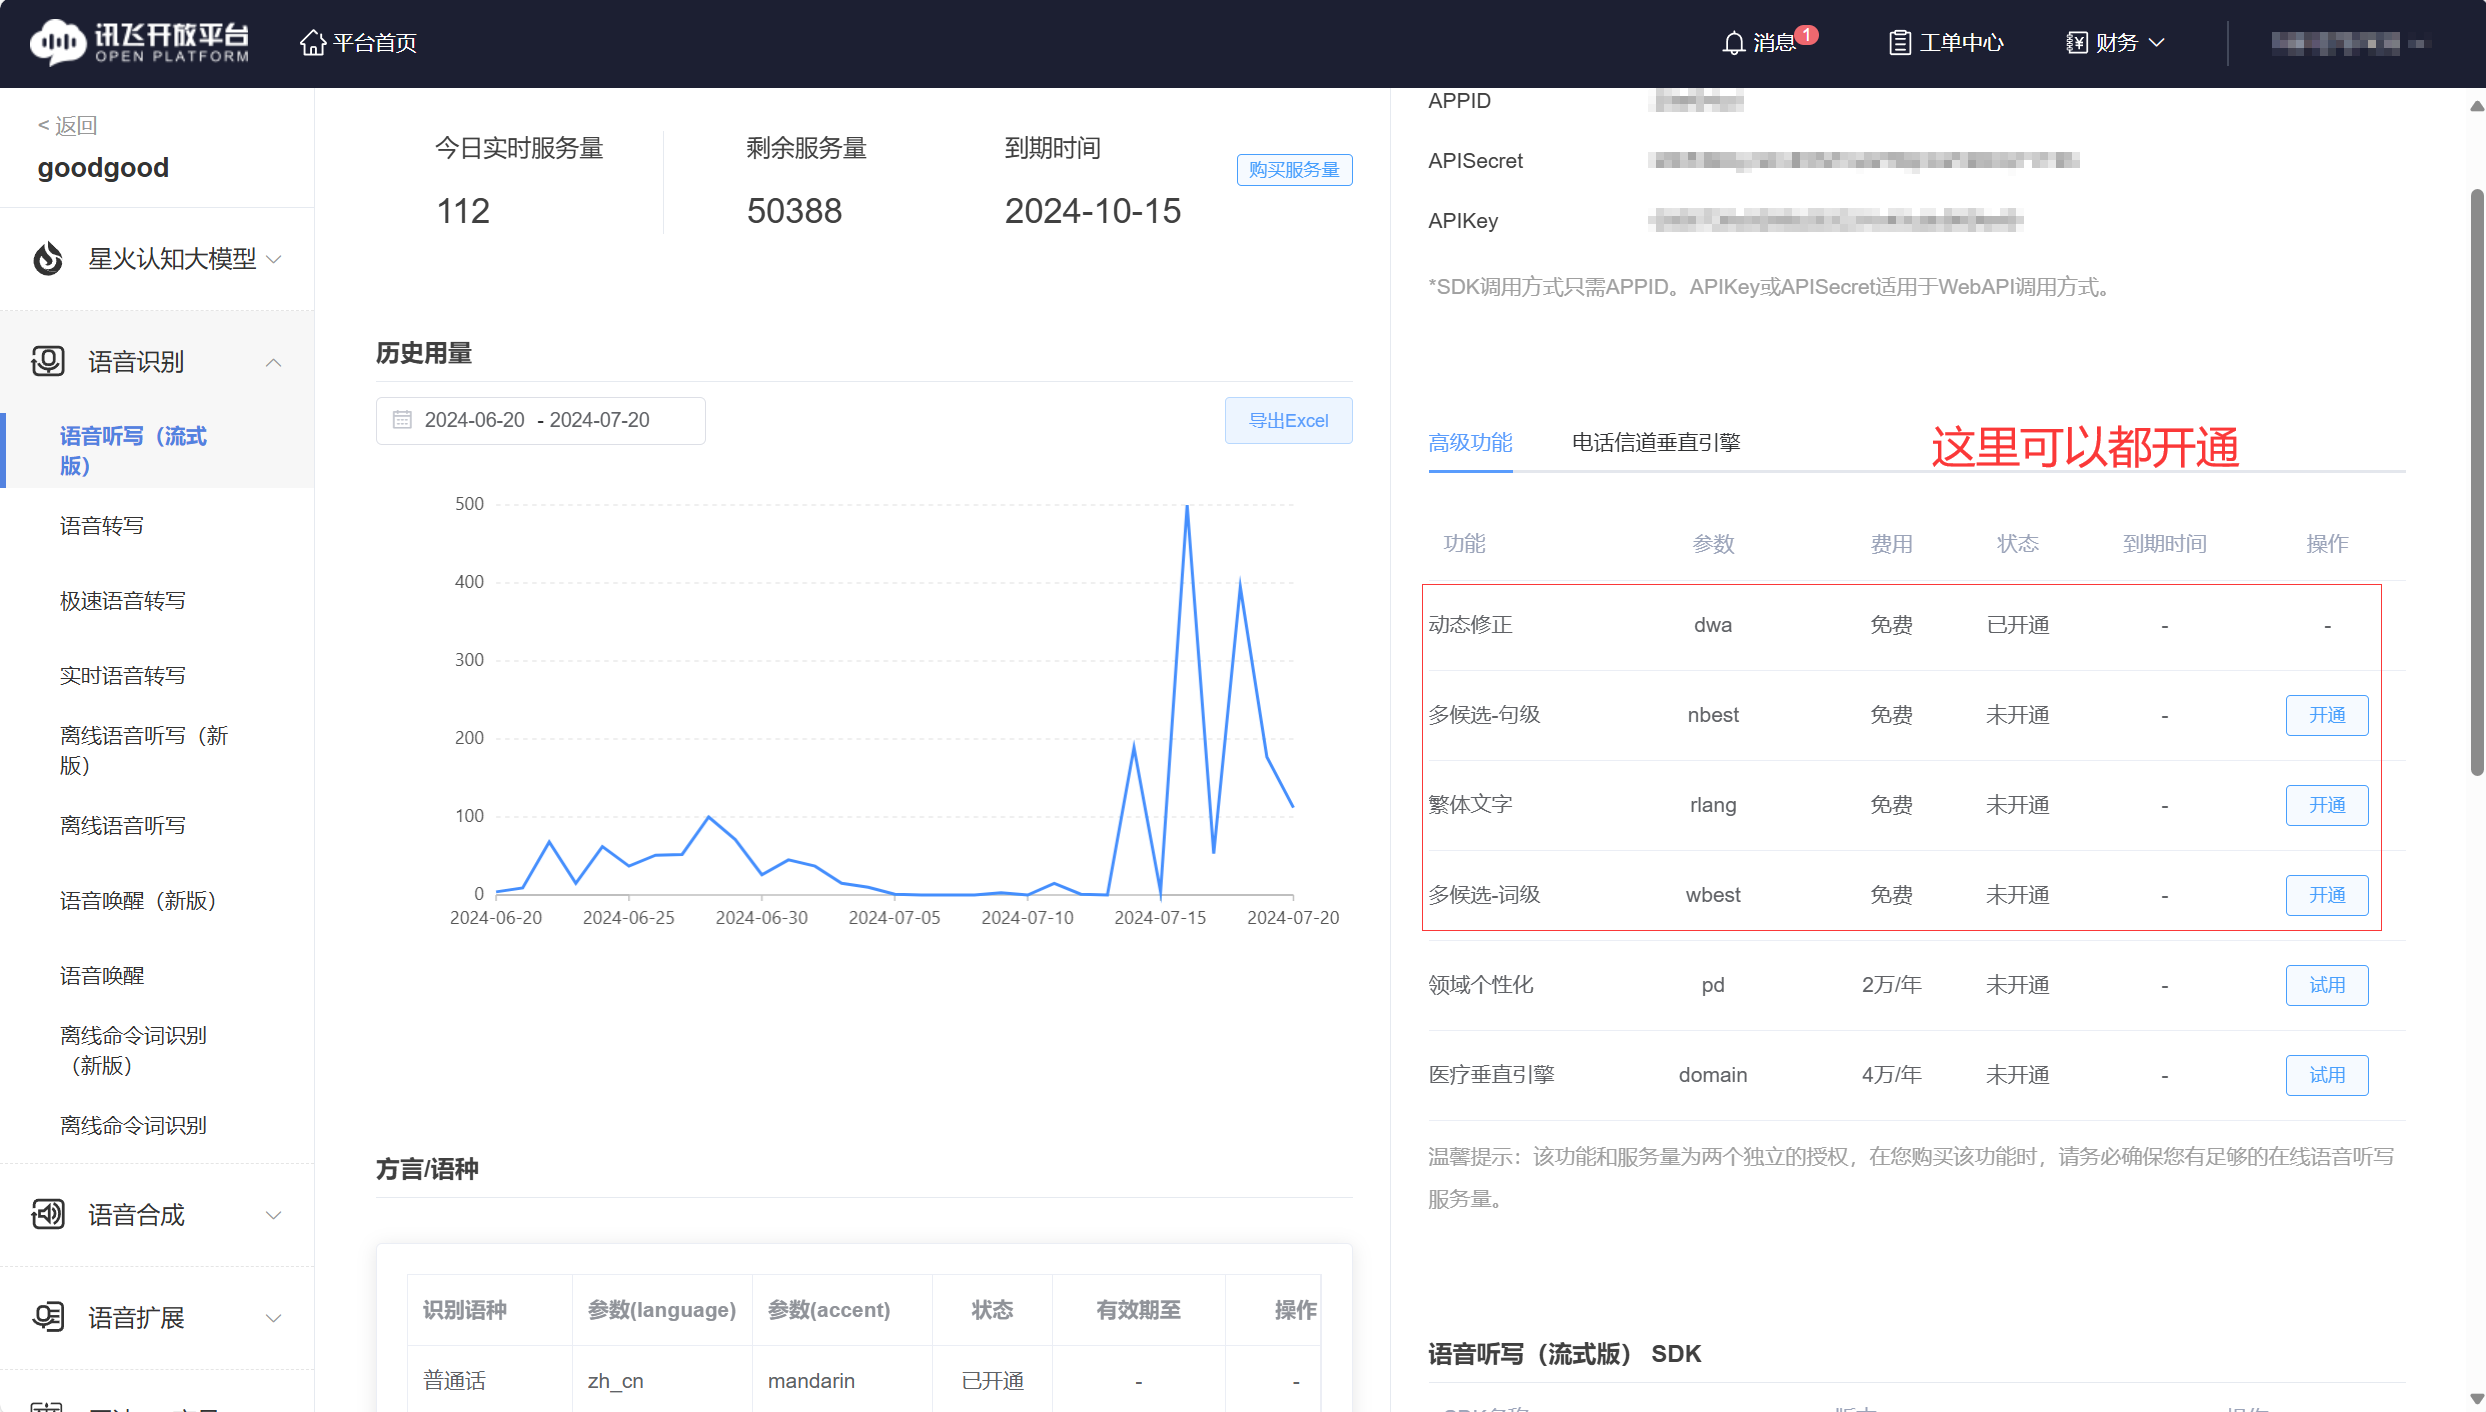 讯飞开放平台
OPEN PLATFORM
平台首页
消息 1
工单中心
财务
< 返回
goodgood
星火认知大模型
语音识别
语音听写（流式
版）
语音转写
极速语音转写
实时语音转写
离线语音听写（新
版）
离线语音听写
语音唤醒（新版）
语音唤醒
离线命令词识别
（新版）
离线命令词识别
语音合成
语音扩展
今日实时服务量 剩余服务量 到期时间
112 50388 2024-10-15
购买服务量
历史用量
2024-06-20 - 2024-07-20
导出Excel
500
400
300
200
100
0
2024-06-20 2024-06-25 2024-06-30 2024-07-05 2024-07-10 2024-07-15 2024-07-20
方言/语种
识别语种 参数(language) 参数(accent) 状态 有效期至 操作
普通话 zh_cn mandarin 已开通 - -
APPID
APISecret
APIKey
*SDK调用方式只需APPID。APIKey或APISecret适用于WebAPI调用方式。
高级功能 电话信道垂直引擎
这里可以都开通
功能 参数 费用 状态 到期时间 操作
动态修正 dwa 免费 已开通 - -
多候选-句级 nbest 免费 未开通 - 开通
繁体文字 rlang 免费 未开通 - 开通
多候选-词级 wbest 免费 未开通 - 开通
领域个性化 pd 2万/年 未开通 - 试用
医疗垂直引擎 domain 4万/年 未开通 - 试用
温馨提示：该功能和服务量为两个独立的授权，在您购买该功能时，请务必确保您有足够的在线语音听写
服务量。
语音听写（流式版） SDK